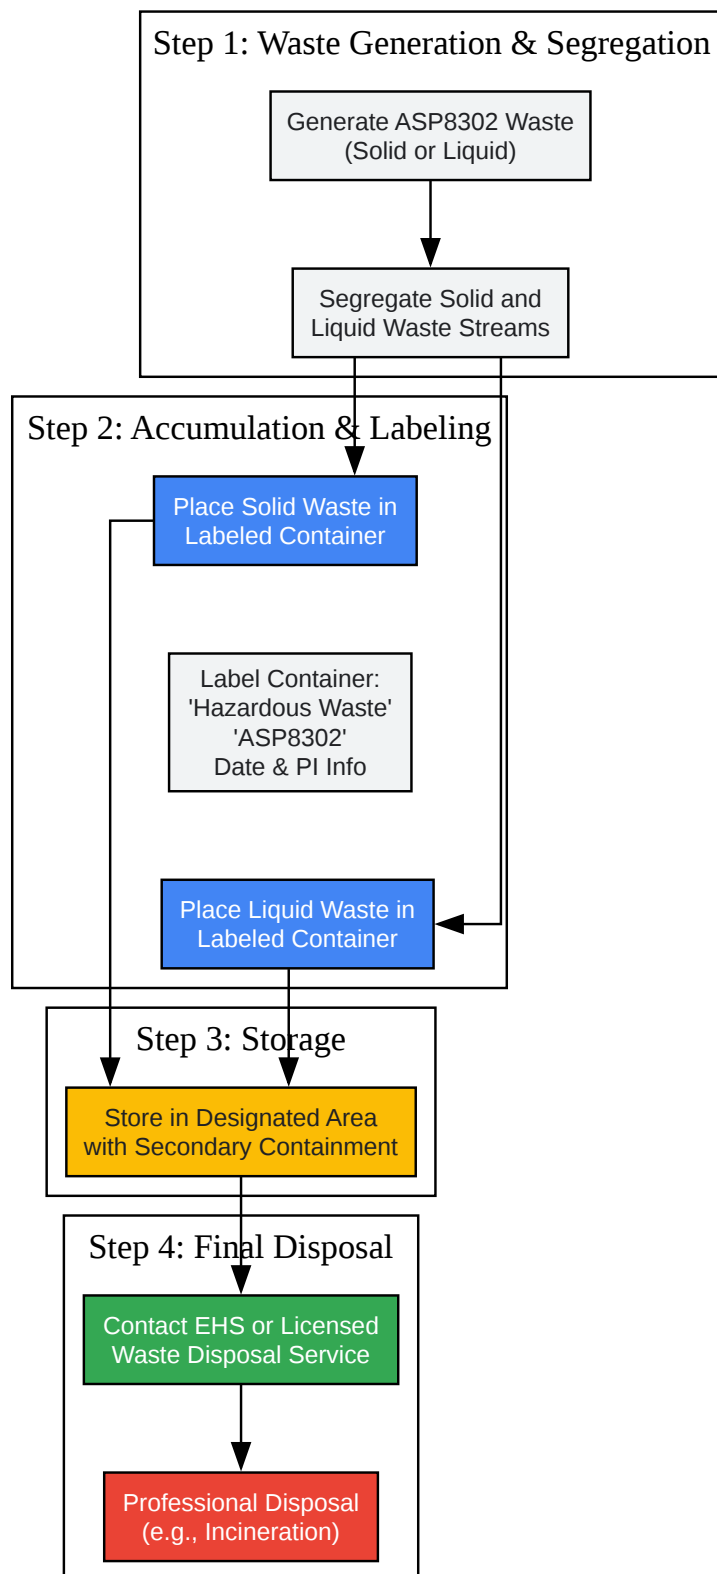 Step 1: Waste Generation & Segregation
Generate ASP8302 Waste
(Solid or Liquid)
Segregate Solid and
Liquid Waste Streams
Step 2: Accumulation & Labeling
Place Solid Waste in
Labeled Container
Label Container:
'Hazardous Waste'
'ASP8302'
Date & PI Info
Place Liquid Waste in
Labeled Container
Step 3: Storage
Store in Designated Area
with Secondary Containment
Step 4: Final Disposal
Contact EHS or Licensed
Waste Disposal Service
Professional Disposal
(e.g., Incineration)